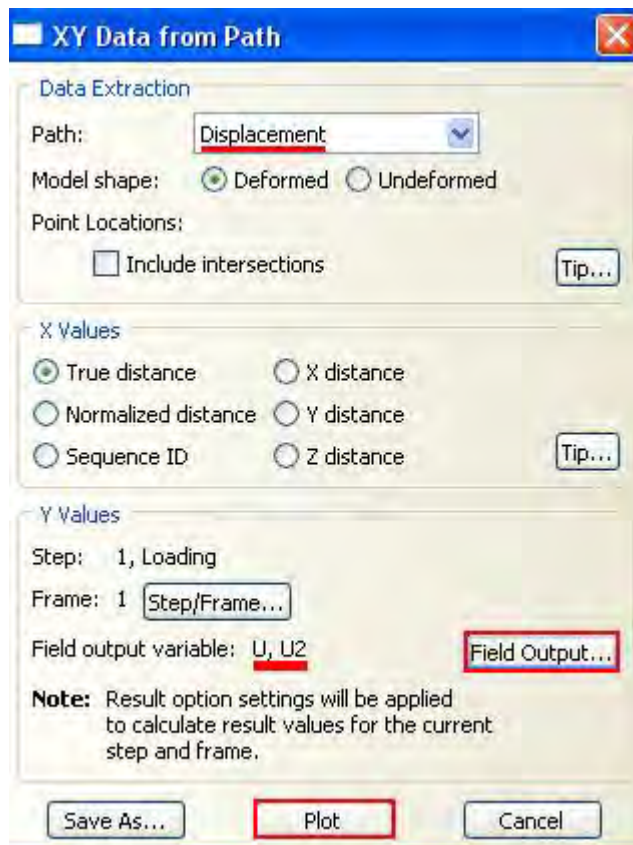 XY Data from Path
Data Extraction
Path: Displacement
Model shape: Deformed Undeformed
Point Locations:
Include intersections Tip...
X Values
True distance X distance
Normalized distance Y distance
Sequence ID Z distance Tip...
Y Values
Step: 1, Loading
Frame: 1 Step/Frame...
Field output variable: U, U2 Field Output...
Note: Result option settings will be applied
to calculate result values for the current
step and frame.
Save As... Plot Cancel